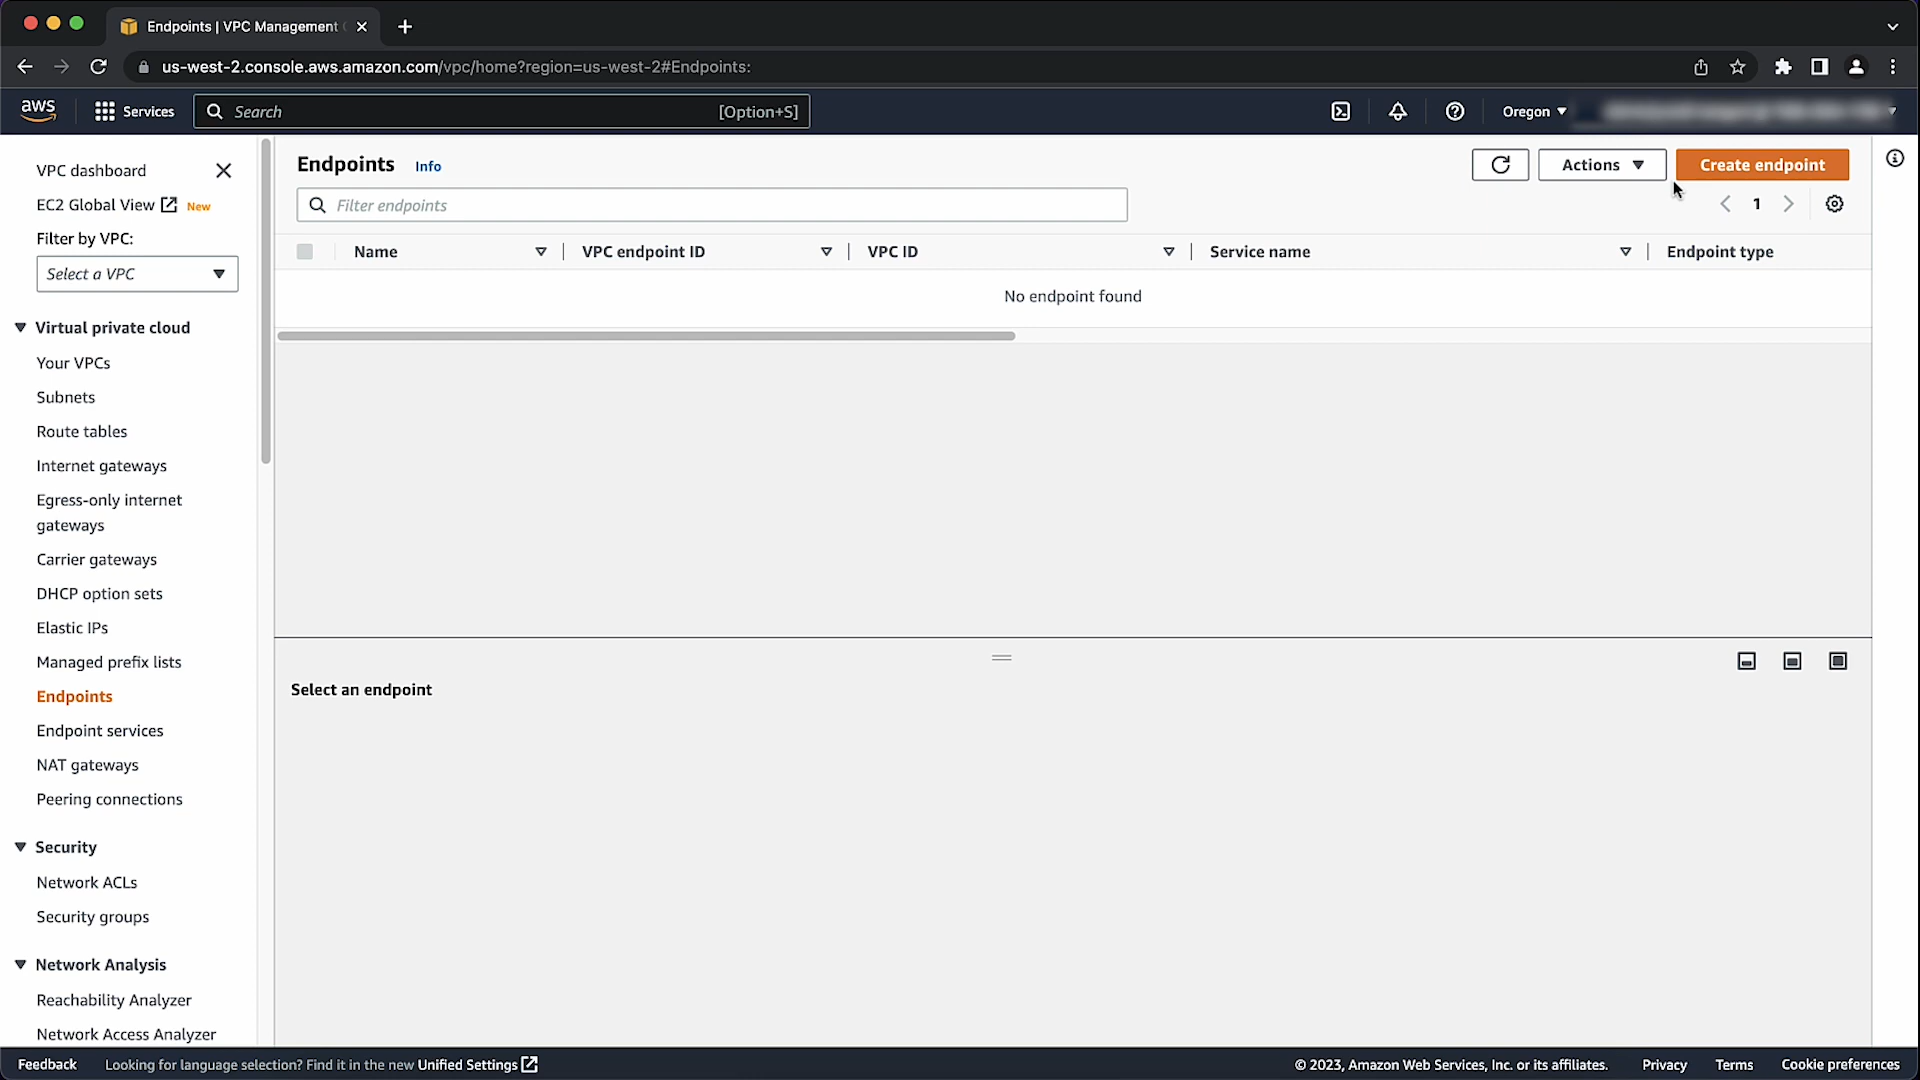 Endpoints | VPC Management
us-west-2.console.aws.amazon.com/vpc/home?region=us-west-2#Endpoints:
aws
Services
Search
[Option+S]
Oregon
VPC dashboard
EC2 Global View
New
Filter by VPC:
Select a VPC
Virtual private cloud
Your VPCs
Subnets
Route tables
Internet gateways
Egress-only internet
gateways
Carrier gateways
DHCP option sets
Elastic IPs
Managed prefix lists
Endpoints
Endpoint services
NAT gateways
Peering connections
Security
Network ACLs
Security groups
Network Analysis
Reachability Analyzer
Network Access Analyzer
Endpoints Info
Actions
Create endpoint
Filter endpoints
1
Name
VPC endpoint ID
VPC ID
Service name
Endpoint type
No endpoint found
Select an endpoint
Feedback
Looking for language selection? Find it in the new Unified Settings
© 2023, Amazon Web Services, Inc. or its affiliates.
Privacy
Terms
Cookie preferences